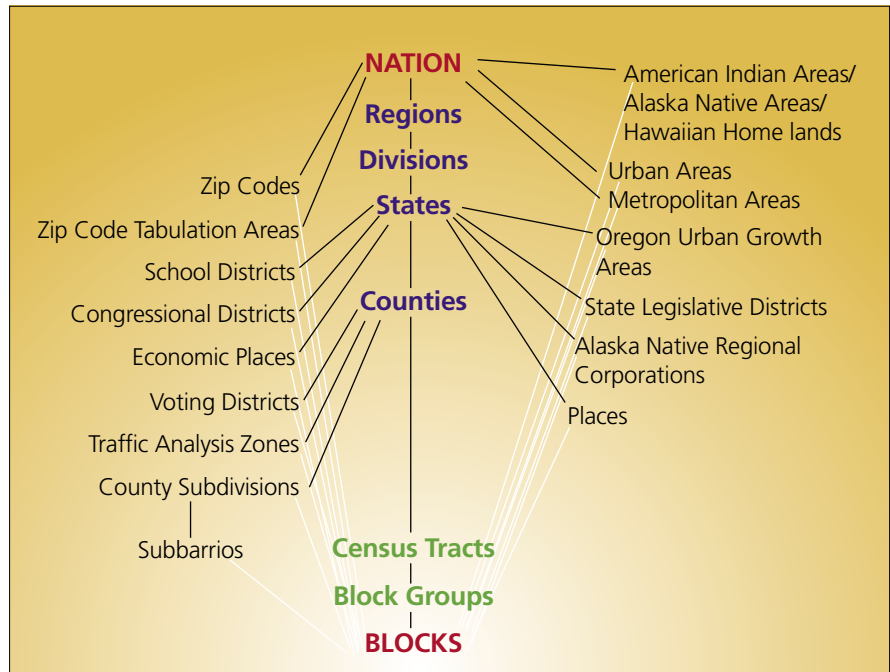 NATION
Regions
Divisions
States
Counties
Census Tracts
Block Groups
BLOCKS
Zip Codes
Zip Code Tabulation Areas
School Districts
Congressional Districts
Economic Places
Voting Districts
Traffic Analysis Zones
County Subdivisions
Subbarrios
American Indian Areas/
Alaska Native Areas/
Hawaiian Home lands
Urban Areas
Metropolitan Areas
Oregon Urban Growth
Areas
State Legislative Districts
Alaska Native Regional
Corporations
Places